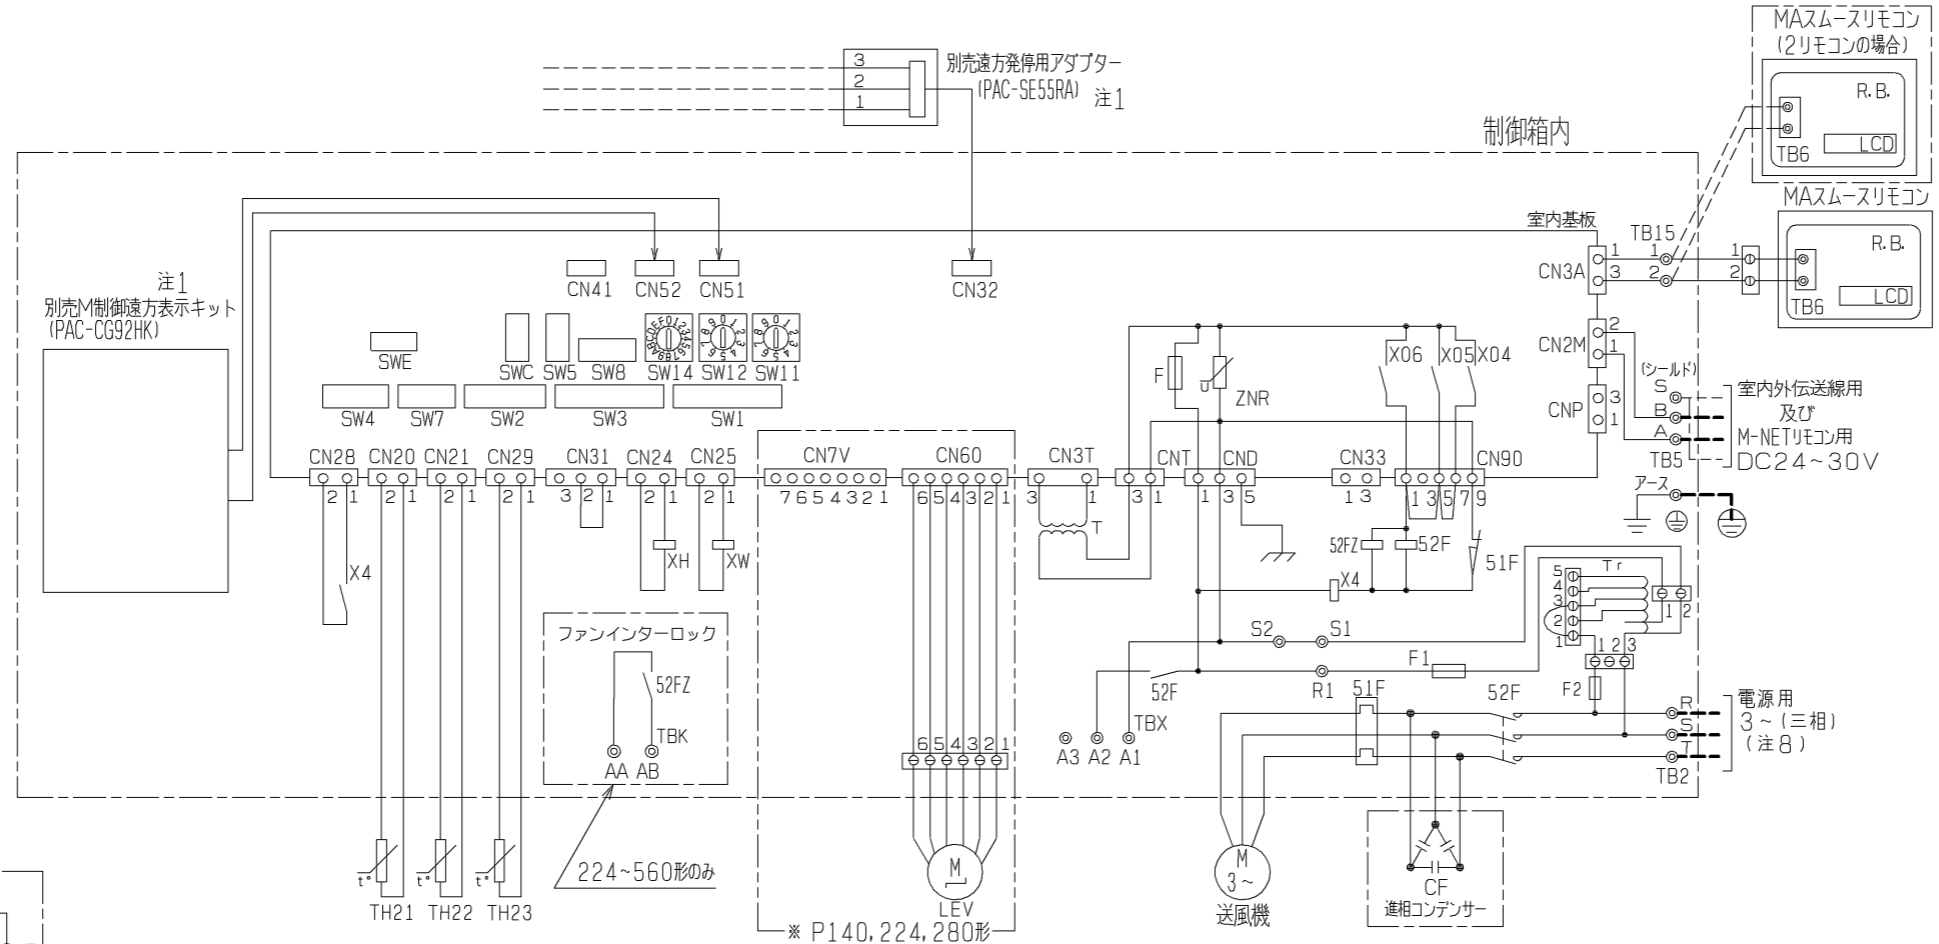 MAスムースリモコン
(2リモコンの場合)
R.B.
TB6
LCD
MAスムースリモコン
R.B.
TB6
LCD
3
2
1
別売遠方発停用アダプター
(PAC-SE55RA) 注1
制御箱内
室内基板
TB15
CN3A
1
3
1
2
1
2
注1
別売M制御遠方表示キット
(PAC-CG92HK)
CN41
CN52
CN51
CN32
CN2M
2
1
CNP
3
1
(シールド)
S
B
A
TB5
室内外伝送線用
及び
M-NETリモコン用
DC24~30V
アース
SWE
SWC
SW5
SW8
SW14
SW12
SW11
SW4
SW7
SW2
SW3
SW1
F
U
ZNR
X06
X05
X04
CN28
CN20
CN21
CN29
CN31
CN24
CN25
CN7V
CN60
CN3T
CNT
CND
CN33
CN90
2 1
2 1
2 1
2 1
3 2 1
2 1
2 1
7 6 5 4 3 2 1
6 5 4 3 2 1
3 1
3 1
1 3 5
1 3
1 3 5 7 9
X4
XH
XW
T
52FZ
52F
51F
X4
Tr
5
4
3
2
1
1 2
1 2 3
ファンインターロック
52FZ
TBK
AA AB
224~560形のみ
S2
S1
52F
R1
F1
F2
TBX
A3 A2 A1
51F
52F
R
S
T
TB2
電源用
3~(三相)
(注8)
6 5 4 3 2 1
M
LEV
※ P140,224,280形
t°
t°
t°
TH21
TH22
TH23
M
3~
送風機
CF
進相コンデンサー